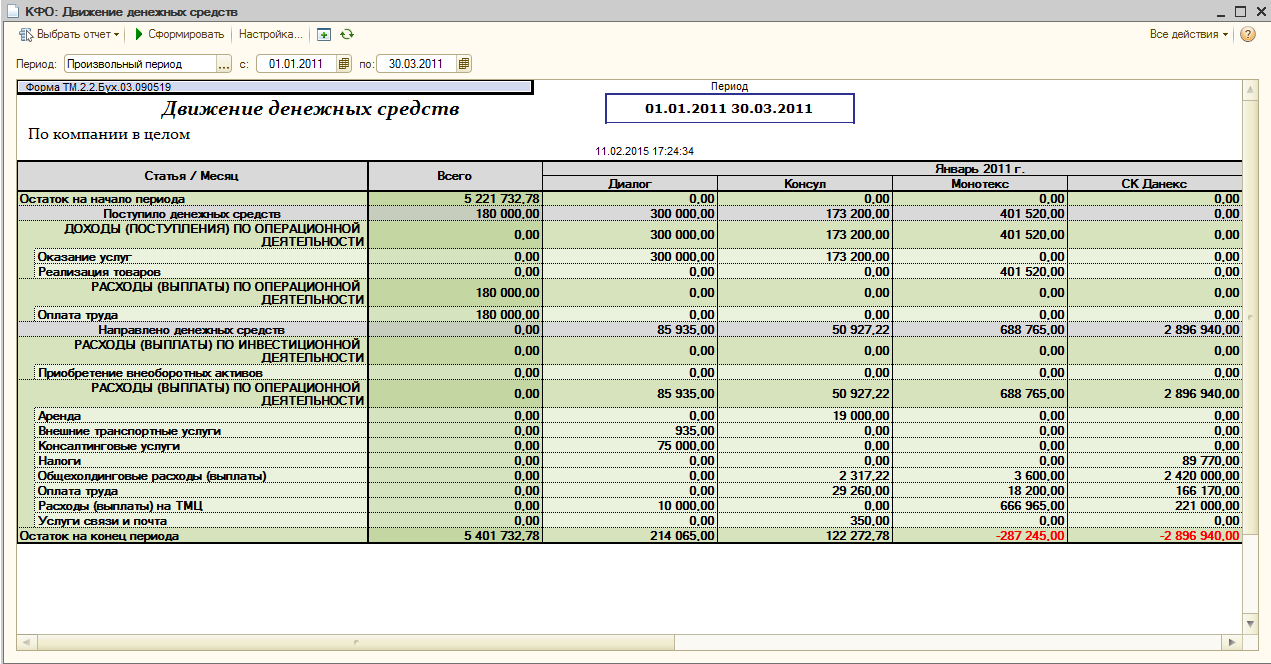 КФО: Движение денежных средств
Выбрать отчет Сформировать Настройка... Все действия
Период: Произвольный период ... с: 01.01.2011 по: 30.03.2011
Форма ТМ.2.2.Бух.03.090519 Период
Движение денежных средств 01.01.2011 30.03.2011
По компании в целом
11.02.2015 17:24:34
Статья / Месяц Всего Январь 2011 г.
Диалог Консул Монотекс СК Данекс
Остаток на начало периода 5 221 732,78 0,00 0,00 0,00 0,00
Поступило денежных средств 180 000,00 300 000,00 173 200,00 401 520,00 0,00
ДОХОДЫ (ПОСТУПЛЕНИЯ) ПО ОПЕРАЦИОННОЙ
ДЕЯТЕЛЬНОСТИ 0,00 300 000,00 173 200,00 401 520,00 0,00
Оказание услуг 0,00 300 000,00 173 200,00 0,00 0,00
Реализация товаров 0,00 0,00 0,00 401 520,00 0,00
РАСХОДЫ (ВЫПЛАТЫ) ПО ОПЕРАЦИОННОЙ
ДЕЯТЕЛЬНОСТИ 180 000,00 0,00 0,00 0,00 0,00
Оплата труда 180 000,00 0,00 0,00 0,00 0,00
Направлено денежных средств 0,00 85 935,00 50 927,22 688 765,00 2 896 940,00
РАСХОДЫ (ВЫПЛАТЫ) ПО ИНВЕСТИЦИОННОЙ
ДЕЯТЕЛЬНОСТИ 0,00 0,00 0,00 0,00 0,00
Приобретение внеоборотных активов 0,00 0,00 0,00 0,00 0,00
РАСХОДЫ (ВЫПЛАТЫ) ПО ОПЕРАЦИОННОЙ
ДЕЯТЕЛЬНОСТИ 0,00 85 935,00 50 927,22 688 765,00 2 896 940,00
Аренда 0,00 0,00 19 000,00 0,00 0,00
Внешние транспортные услуги 0,00 935,00 0,00 0,00 0,00
Консалтинговые услуги 0,00 75 000,00 0,00 0,00 0,00
Налоги 0,00 0,00 0,00 0,00 89 770,00
Общехолдинговые расходы (выплаты) 0,00 0,00 2 317,22 3 600,00 2 420 000,00
Оплата труда 0,00 0,00 29 260,00 18 200,00 166 170,00
Расходы (выплаты) на ТМЦ 0,00 10 000,00 0,00 666 965,00 221 000,00
Услуги связи и почта 0,00 0,00 350,00 0,00 0,00
Остаток на конец периода 5 401 732,78 214 065,00 122 272,78 -287 245,00 -2 896 940,00